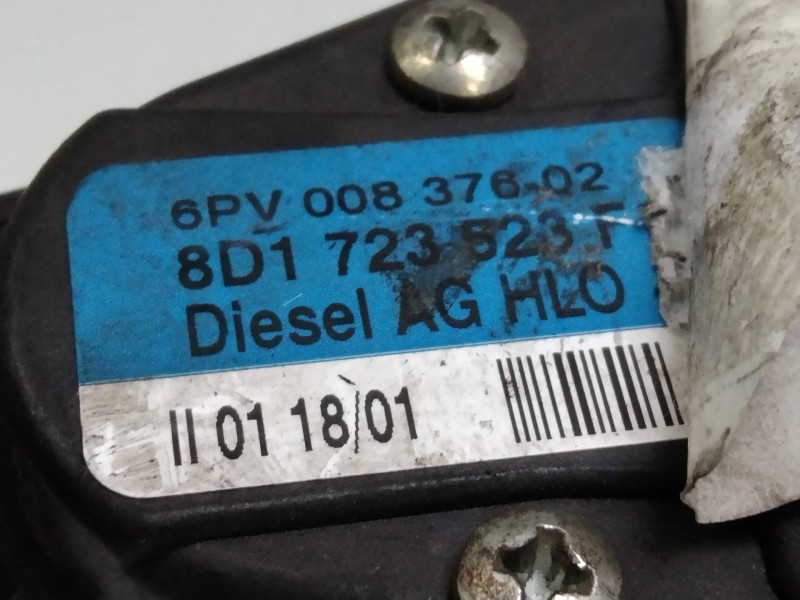 6PV 008 376-02
8D1 723 523 F
Diesel AG HLO
II 01 18/01